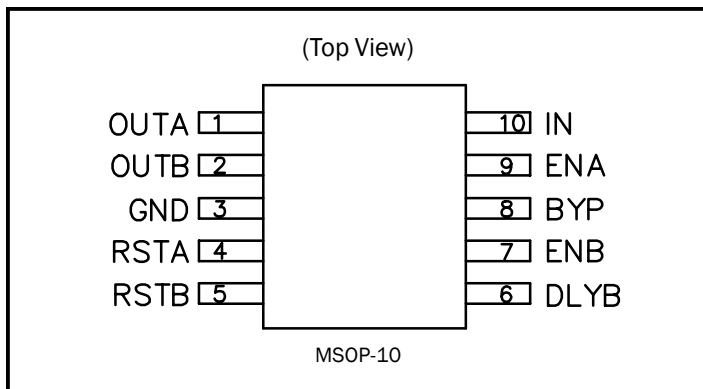 (Top View)
OUTA 1 10 IN
OUTB 2 9 ENA
GND 3 8 BYP
RSTA 4 7 ENB
RSTB 5 6 DLYB
MSOP-10